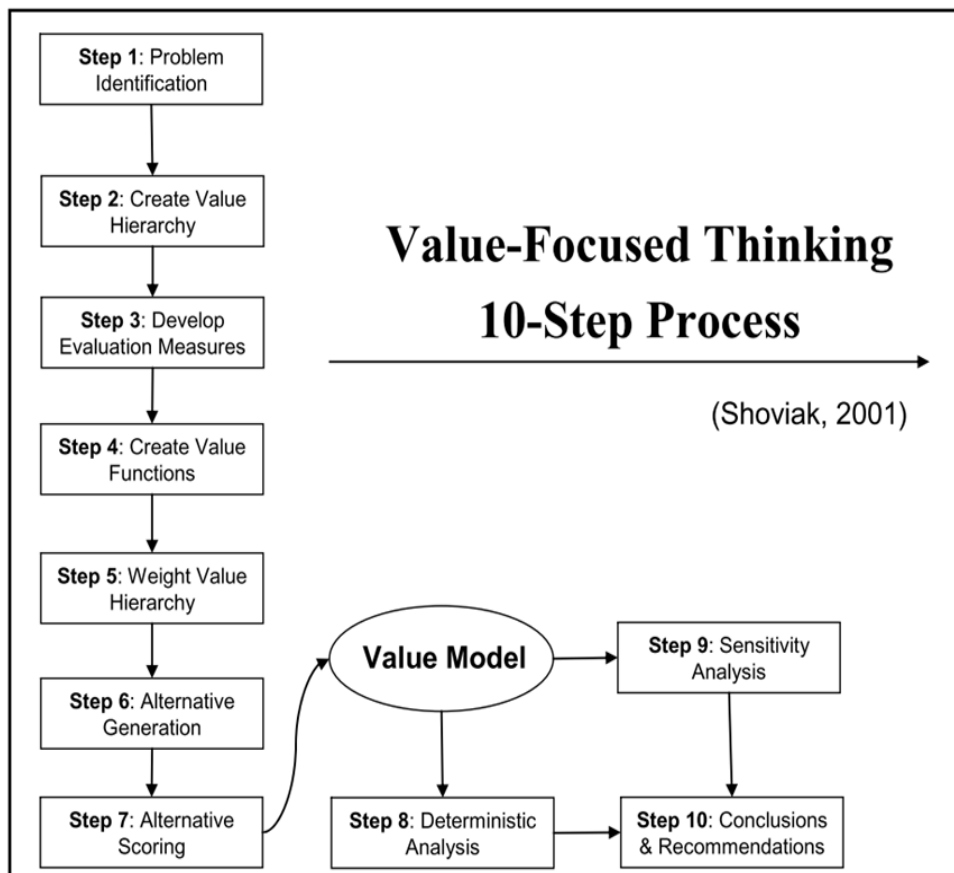 Step 1: Problem
Identification
Step 2: Create Value
Hierarchy
Step 3: Develop
Evaluation Measures
Step 4: Create Value
Functions
Step 5: Weight Value
Hierarchy
Step 6: Alternative
Generation
Step 7: Alternative
Scoring
Value-Focused Thinking
10-Step Process
(Shoviak, 2001)
Value Model
Step 8: Deterministic
Analysis
Step 9: Sensitivity
Analysis
Step 10: Conclusions
& Recommendations